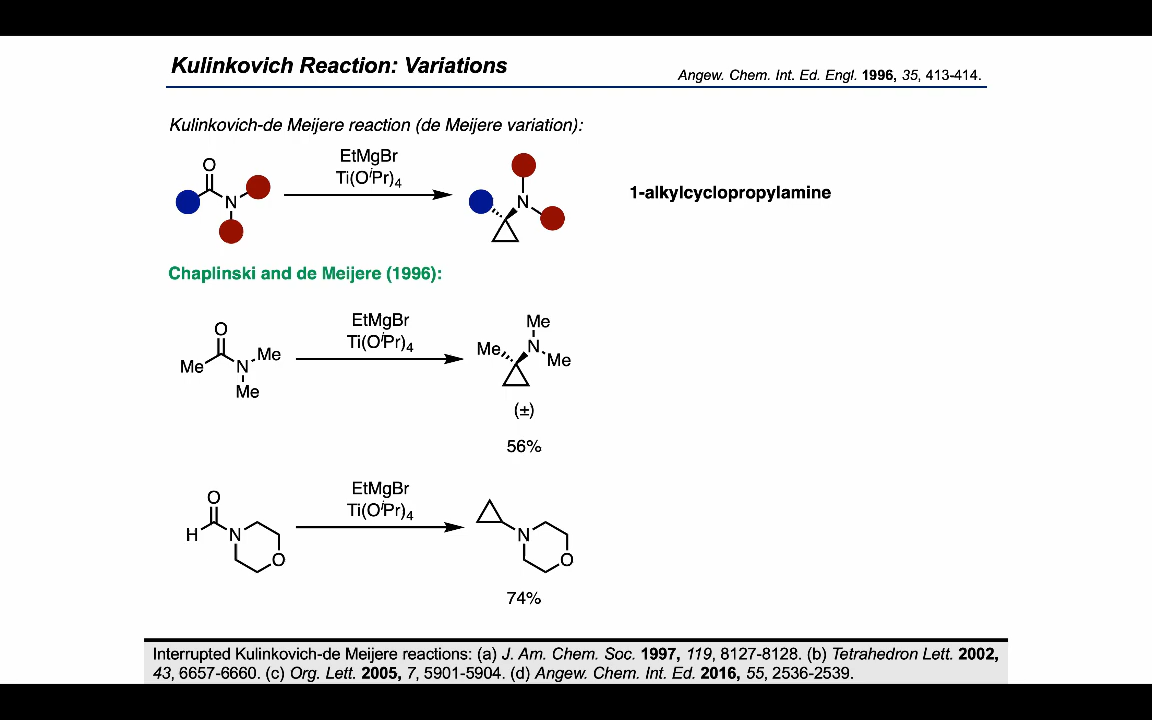 Kulinkovich Reaction: Variations
Angew. Chem. Int. Ed. Engl. 1996, 35, 413-414.
Kulinkovich-de Meijere reaction (de Meijere variation):
EtMgBr
Ti(OⁱPr)₄
O
N
N
1-alkylcyclopropylamine
Chaplinski and de Meijere (1996):
EtMgBr
Ti(OⁱPr)₄
O
Me
N
Me
Me
Me
Me
N
Me
(±)
56%
EtMgBr
Ti(OⁱPr)₄
O
H
N
O
N
O
74%
Interrupted Kulinkovich-de Meijere reactions: (a) J. Am. Chem. Soc. 1997, 119, 8127-8128. (b) Tetrahedron Lett. 2002,
43, 6657-6660. (c) Org. Lett. 2005, 7, 5901-5904. (d) Angew. Chem. Int. Ed. 2016, 55, 2536-2539.